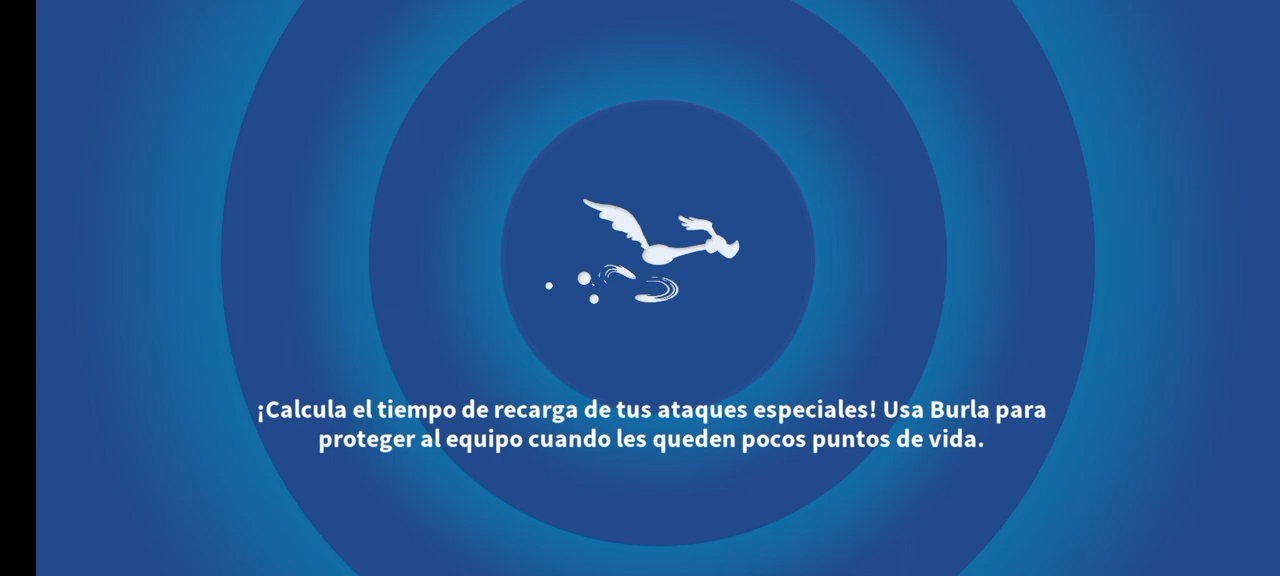 ¡Calcula el tiempo de recarga de tus ataques especiales! Usa Burla para
proteger al equipo cuando les queden pocos puntos de vida.